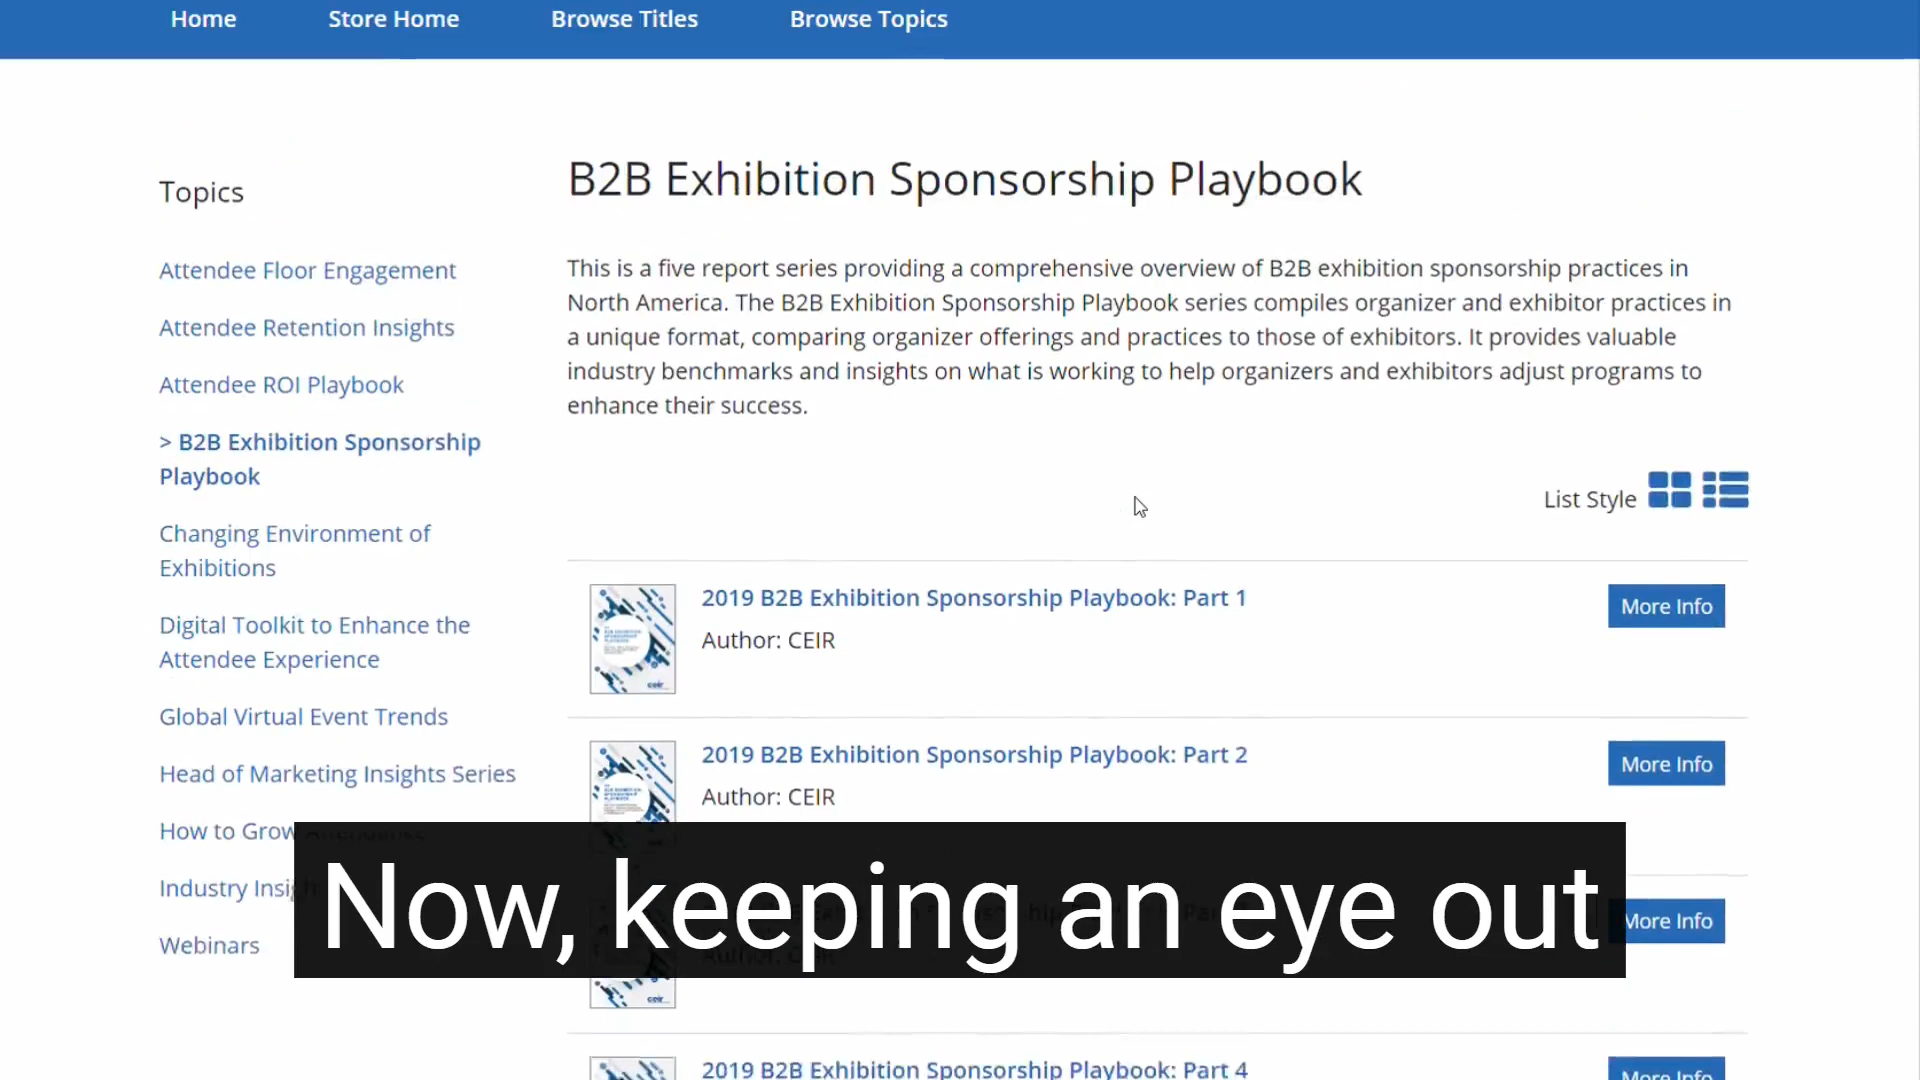 Home
Store Home
Browse Titles
Browse Topics
Topics
Attendee Floor Engagement
Attendee Retention Insights
Attendee ROI Playbook
> B2B Exhibition Sponsorship
Playbook
Changing Environment of
Exhibitions
Digital Toolkit to Enhance the
Attendee Experience
Global Virtual Event Trends
Head of Marketing Insights Series
How to Grow
Industry
Webinars
B2B Exhibition Sponsorship Playbook
This is a five report series providing a comprehensive overview of B2B exhibition sponsorship practices in
North America. The B2B Exhibition Sponsorship Playbook series compiles organizer and exhibitor practices in
a unique format, comparing organizer offerings and practices to those of exhibitors. It provides valuable
industry benchmarks and insights on what is working to help organizers and exhibitors adjust programs to
enhance their success.
List Style
2019 B2B Exhibition Sponsorship Playbook: Part 1
Author: CEIR
More Info
2019 B2B Exhibition Sponsorship Playbook: Part 2
Author: CEIR
More Info
More Info
2019 B2B Exhibition Sponsorship Playbook: Part 4
More Info
Now, keeping an eye out